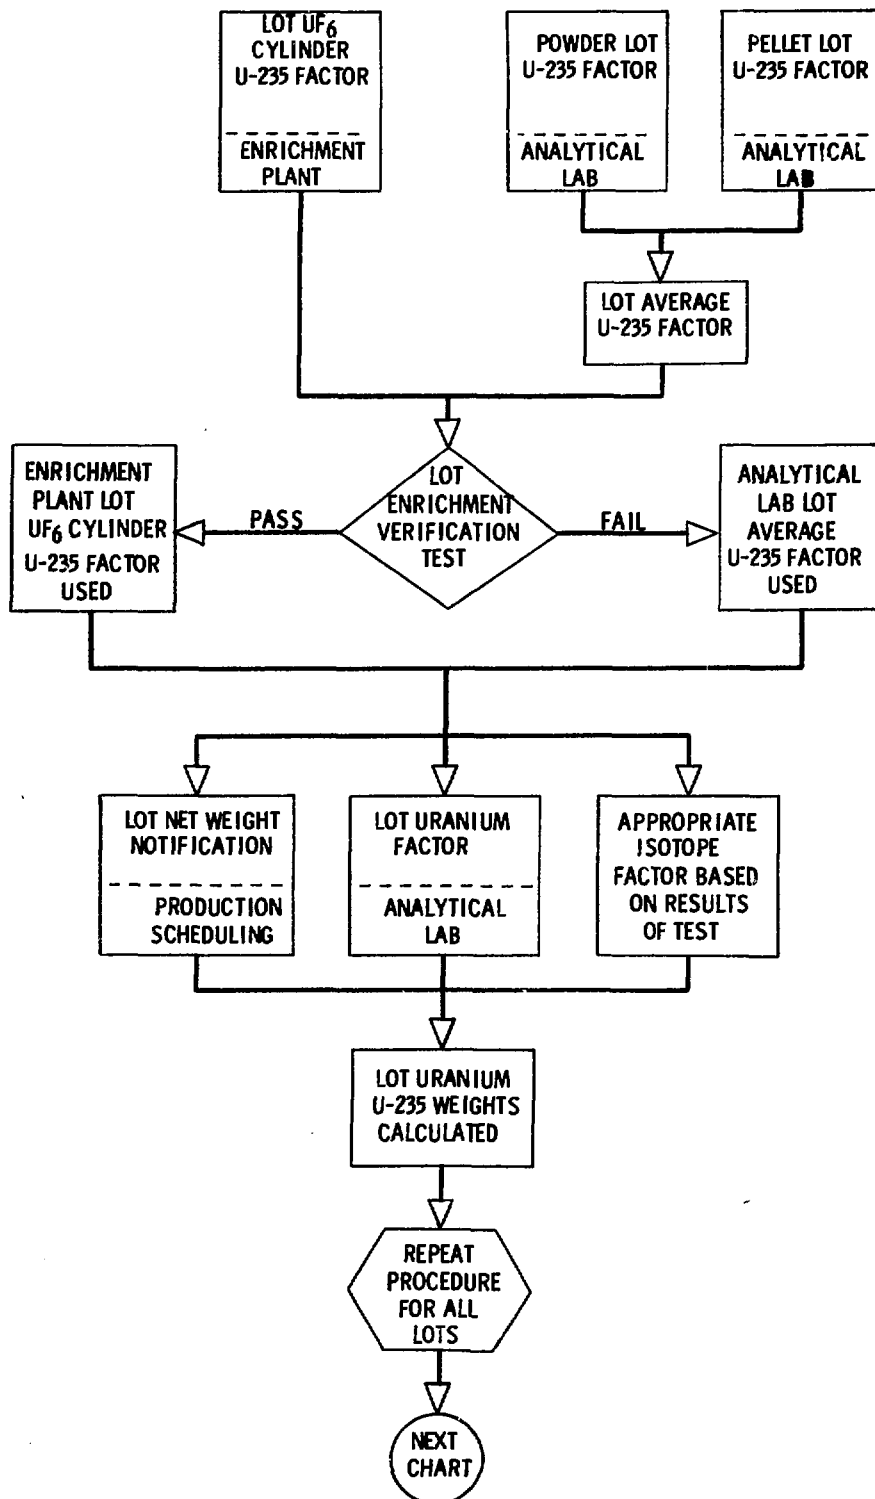 LOT UF6
CYLINDER
U-235 FACTOR
ENRICHMENT
PLANT
POWDER LOT
U-235 FACTOR
ANALYTICAL
LAB
PELLET LOT
U-235 FACTOR
ANALYTICAL
LAB
LOT AVERAGE
U-235 FACTOR
ENRICHMENT
PLANT LOT
UF6 CYLINDER
U-235 FACTOR
USED
PASS
LOT
ENRICHMENT
VERIFICATION
TEST
FAIL
ANALYTICAL
LAB LOT
AVERAGE
U-235 FACTOR
USED
LOT NET WEIGHT
NOTIFICATION
PRODUCTION
SCHEDULING
LOT URANIUM
FACTOR
ANALYTICAL
LAB
APPROPRIATE
ISOTOPE
FACTOR BASED
ON RESULTS
OF TEST
LOT URANIUM
U-235 WEIGHTS
CALCULATED
REPEAT
PROCEDURE
FOR ALL
LOTS
NEXT
CHART